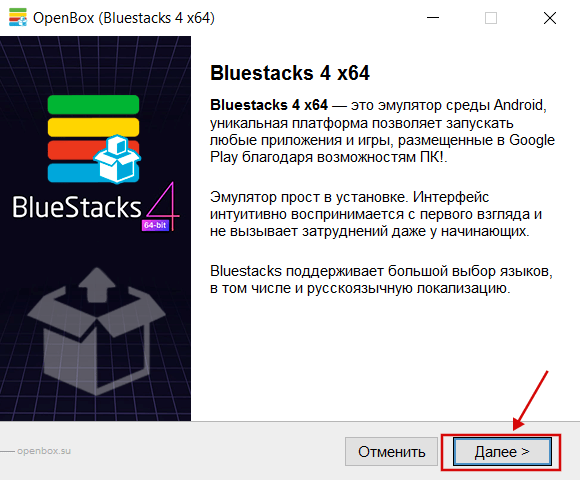 OpenBox (Bluestacks 4 x64)
Bluestacks 4 x64
Bluestacks 4 x64 — это эмулятор среды Android,
уникальная платформа позволяет запускать
любые приложения и игры, размещенные в Google
Play благодаря возможностям ПК!.
Эмулятор прост в установке. Интерфейс
интуитивно воспринимается с первого взгляда и
не вызывает затруднений даже у начинающих.
Bluestacks поддерживает большой выбор языков,
в том числе и русскоязычную локализацию.
BlueStacks 4
64-bit
openbox.su
Отменить
Далее >